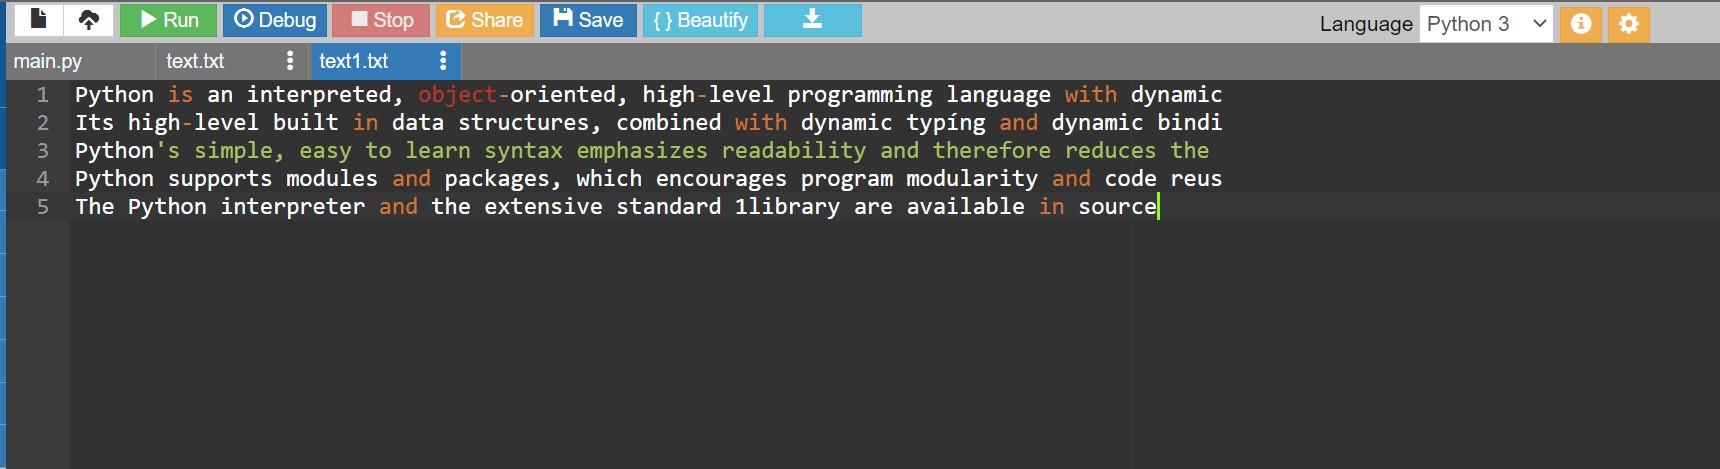 Run Debug Stop Share Save { } Beautify Language Python 3
main.py text.txt text1.txt
1 Python is an interpreted, object-oriented, high-level programming language with dynamic
2 Its high-level built in data structures, combined with dynamic typíng and dynamic bindi
3 Python's simple, easy to learn syntax emphasizes readability and therefore reduces the
4 Python supports modules and packages, which encourages program modularity and code reus
5 The Python interpreter and the extensive standard 1library are available in source